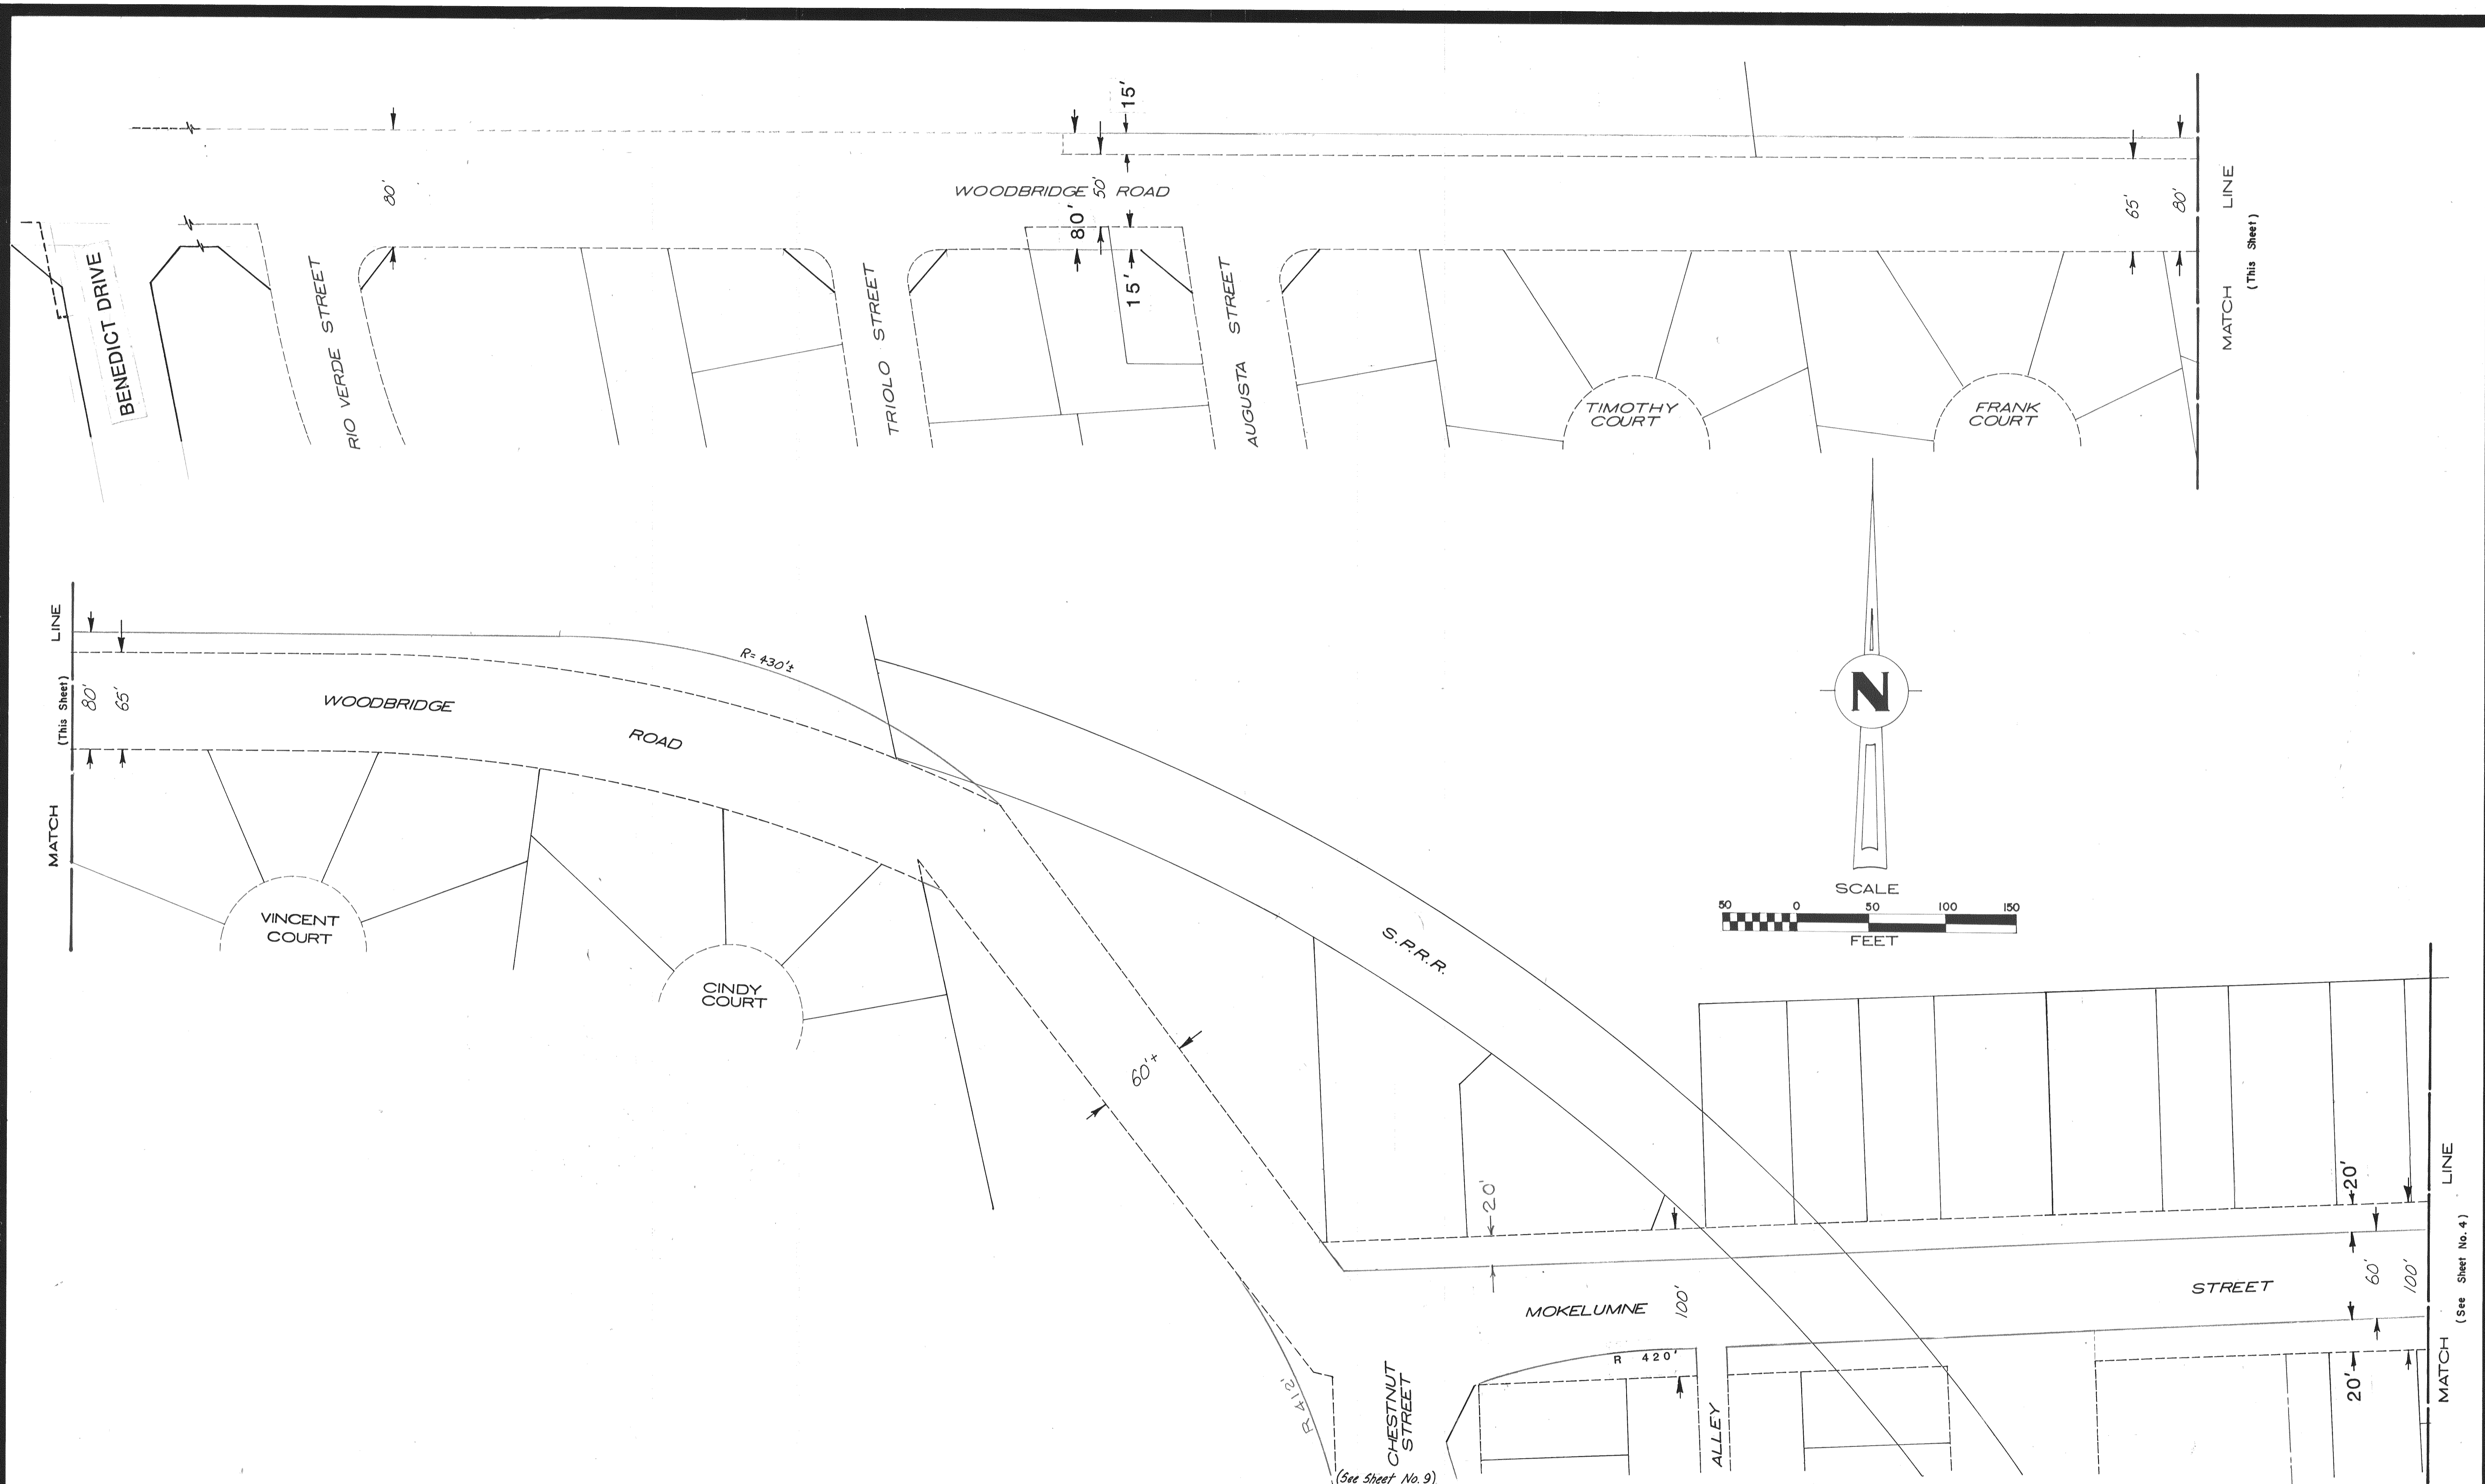 15'
80'
WOODBRIDGE ROAD
50'
80'
15'
65'
80'
MATCH LINE
(This Sheet)
BENEDICT DRIVE
RIO VERDE STREET
TRIOLO STREET
AUGUSTA STREET
TIMOTHY
COURT
FRANK
COURT
MATCH LINE
(This Sheet)
80'
65'
WOODBRIDGE
ROAD
R= 430'±
VINCENT
COURT
CINDY
COURT
60'±
S.P.R.R.
N
SCALE
50 0 50 100 150
FEET
20'
MOKELUMNE
100'
STREET
20'
60'
100'
20'
MATCH LINE
(See Sheet No. 4)
R 420'
R 412'
CHESTNUT
STREET
(See Sheet No. 9)
ALLEY